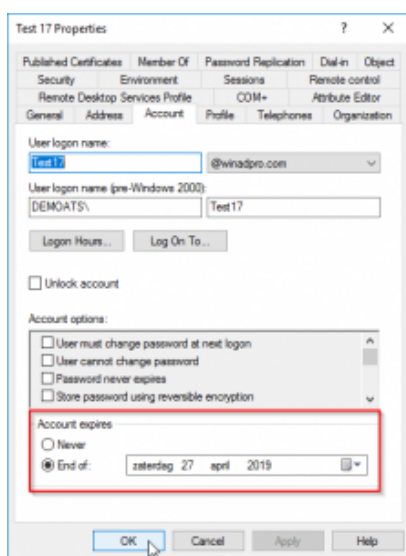 Test 17 Properties ? ×
Published Certificates Member Of Password Replication Dial-in Object
Security Environment Sessions Remote control
Remote Desktop Services Profile COM+ Attribute Editor
General Address Account Profile Telephones Organization
User logon name:
Test17 @winadpro.com
User logon name (pre-Windows 2000):
DEMOATS\ Test17
Logon Hours... Log On To...
Unlock account
Account options:
User must change password at next logon
User cannot change password
Password never expires
Store password using reversible encryption
Account expires
Never
End of: zaterdag 27 april 2019
OK Cancel Apply Help